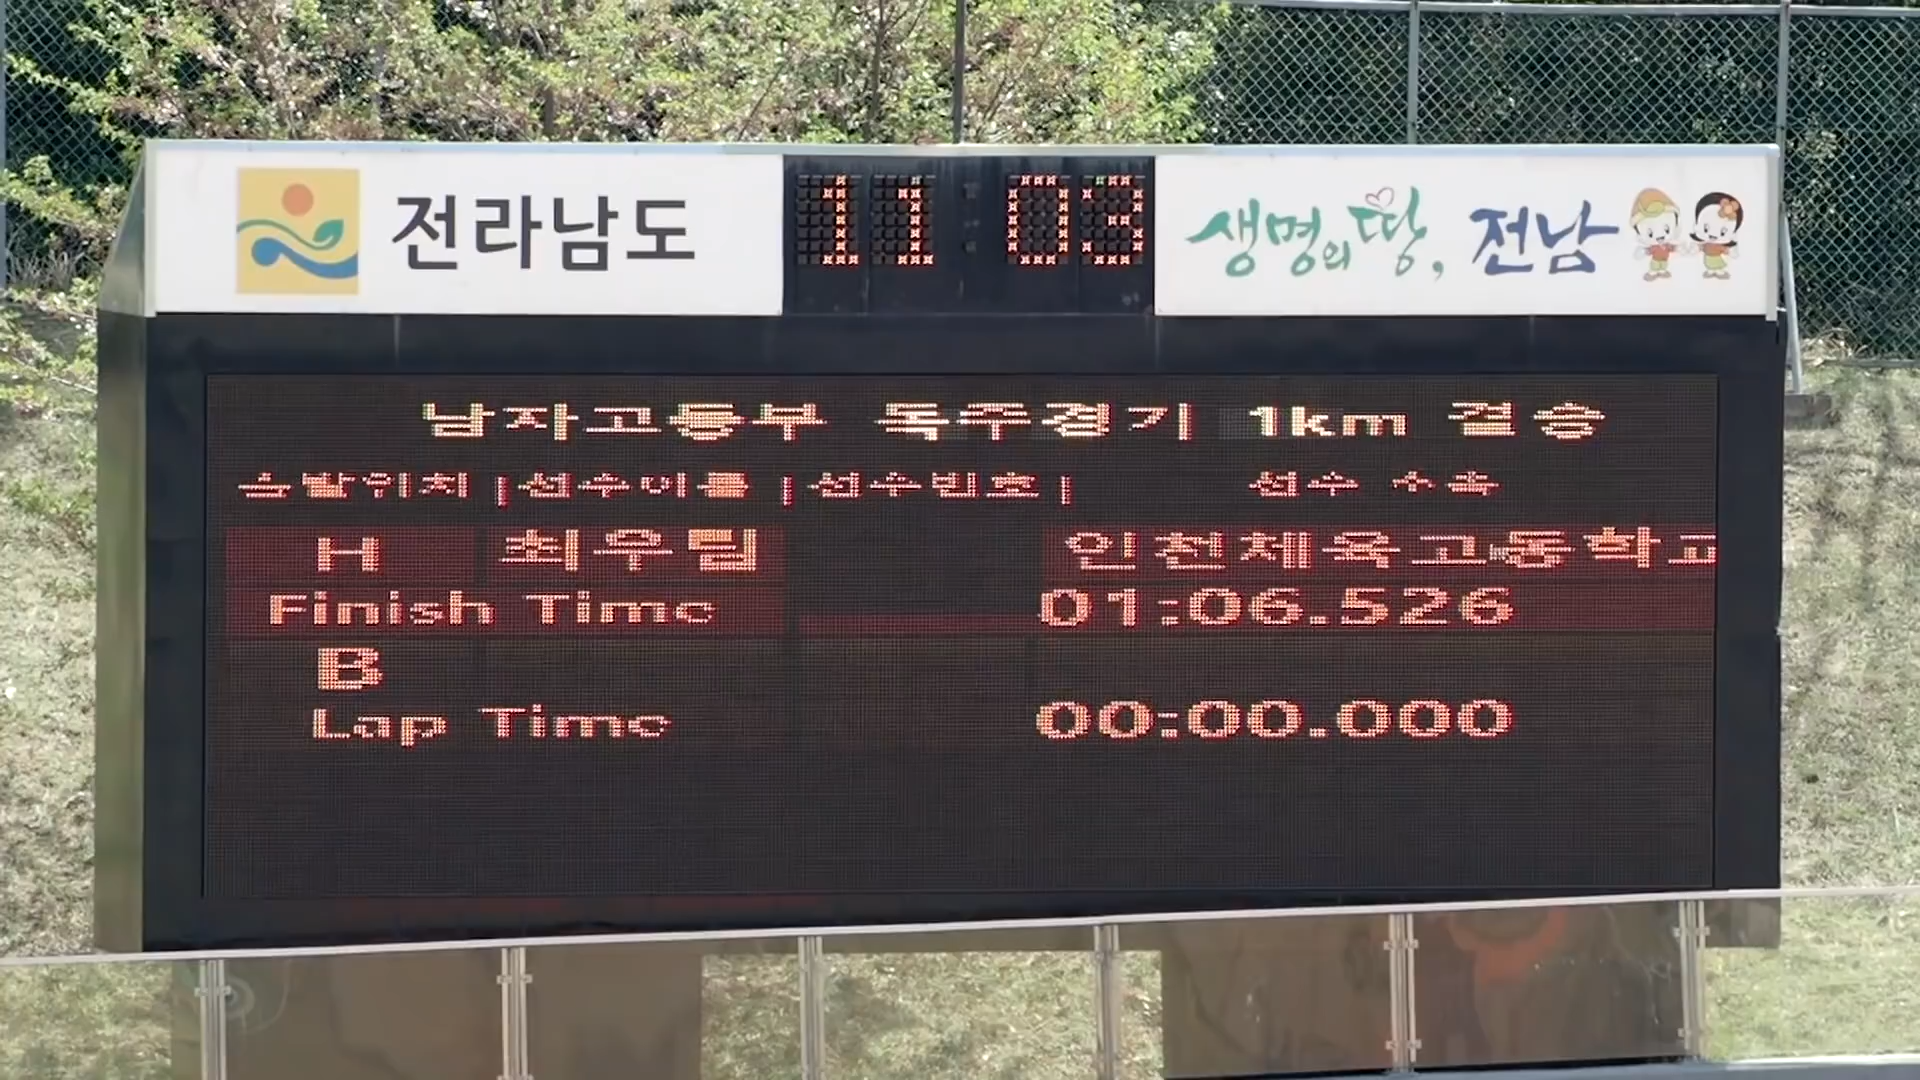 전라남도
11:03
생명의 땅, 전남
남자고등부 독주경기 1km 결승
출발위치 |선수이름 |선수번호| 선수 소속
H 최우림 인천체육고등학교
Finish Time 01:06.526
B
Lap Time 00:00.000